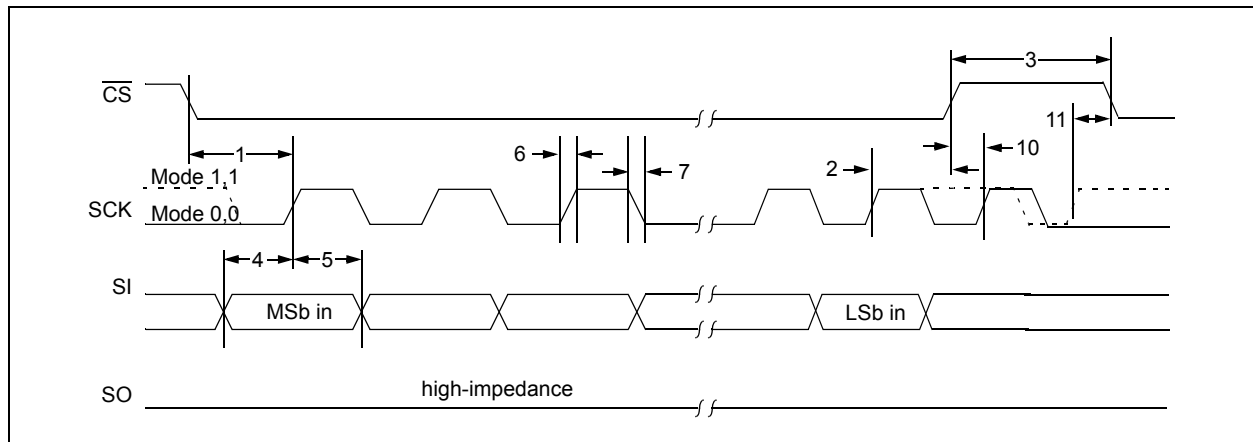 3
CS
11
1
6
7
2
10
Mode 1,1
SCK
Mode 0,0
4
5
SI
MSb in
LSb in
SO
high-impedance